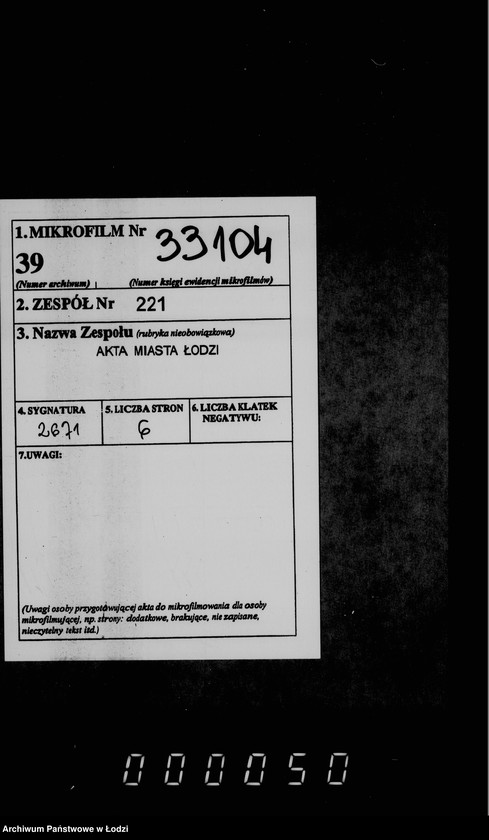 1. MIKROFILM Nr 33104
39
(Numer archiwum) (Numer księgi ewidencji mikrofilmów)
2. ZESPÓŁ Nr 221
3. Nazwa Zespołu (rubryka nieobowiązkowa)
AKTA MIASTA ŁODZI
4. SYGNATURA 5. LICZBA STRON 6. LICZBA KLATEK
NEGATYWU:
2671 6
7.UWAGI:
(Uwagi osoby przygotowującej akta do mikrofilmowania dla osoby
mikrofilmującej, np. strony: dodatkowe, brakujące, nie zapisane,
nieczytelny tekst itd.)
000050
Archiwum Państwowe w Łodzi